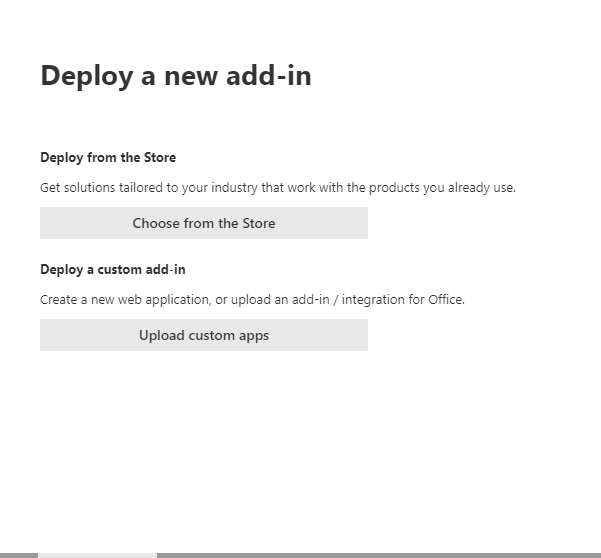 Deploy a new add-in
Deploy from the Store
Get solutions tailored to your industry that work with the products you already use.
Choose from the Store
Deploy a custom add-in
Create a new web application, or upload an add-in / integration for Office.
Upload custom apps